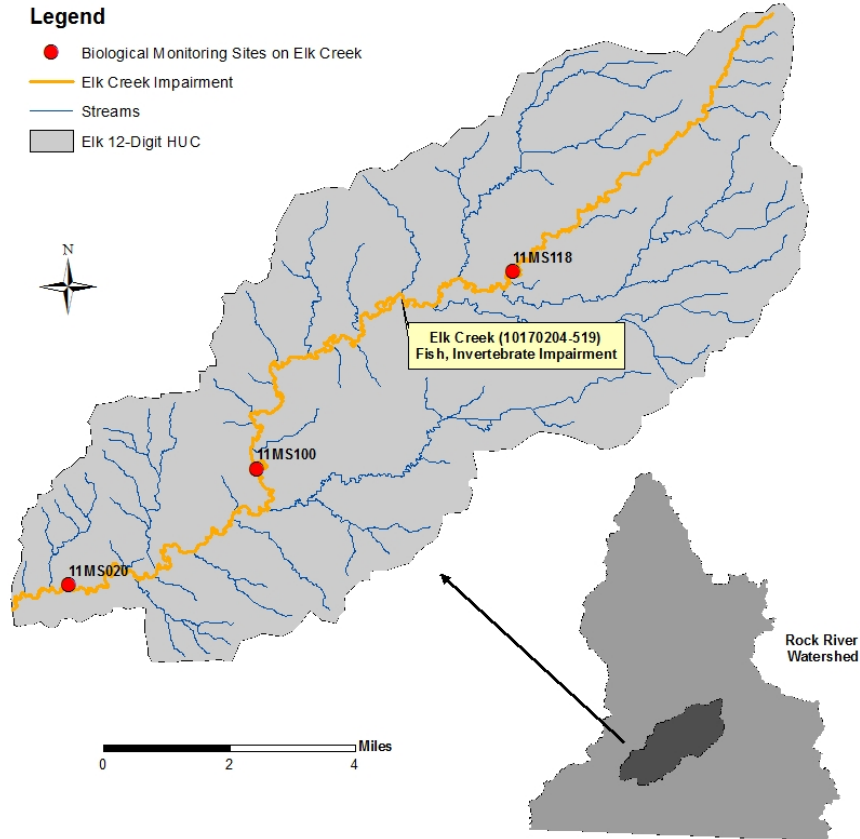 Legend
Biological Monitoring Sites on Elk Creek
Elk Creek Impairment
Streams
Elk 12-Digit HUC
N
11MS118
Elk Creek (10170204-519)
Fish, Invertebrate Impairment
11MS100
11MS020
Rock River
Watershed
Miles
0 2 4